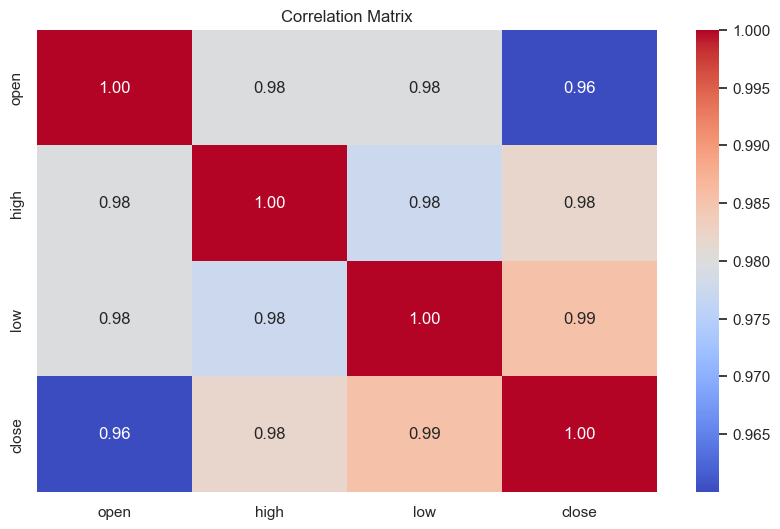 Correlation Matrix
open
1.00 0.98 0.98 0.96
high
0.98 1.00 0.98 0.98
low
0.98 0.98 1.00 0.99
close
0.96 0.98 0.99 1.00
open high low close
1.000
0.995
0.990
0.985
0.980
0.975
0.970
0.965